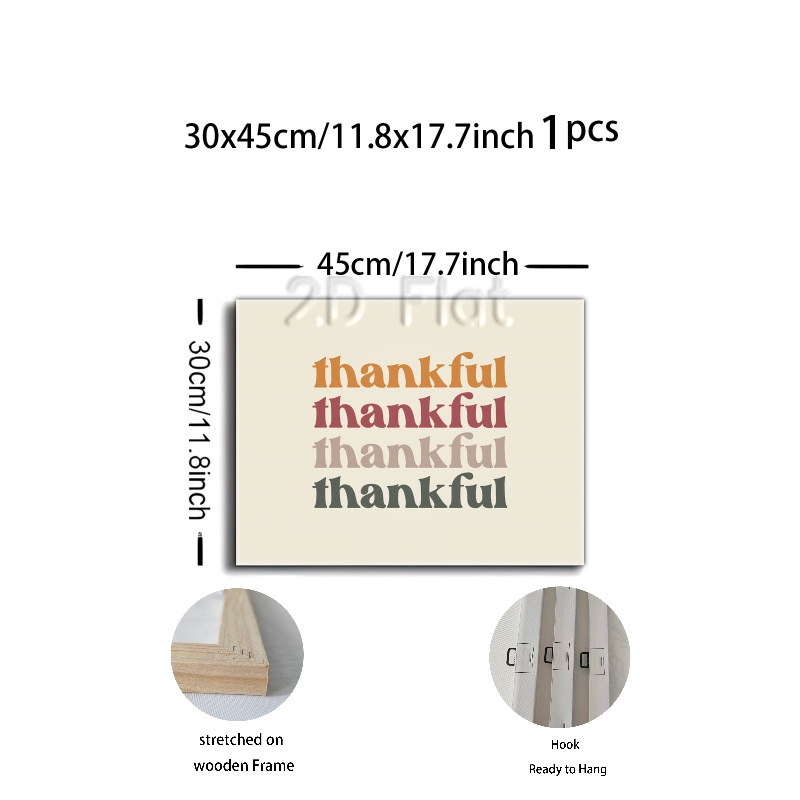 30x45cm/11.8x17.7inch 1pcs
45cm/17.7inch
2D Flat
30cm/11.8inch
thankful
thankful
thankful
thankful
stretched on
wooden Frame
Hook
Ready to Hang